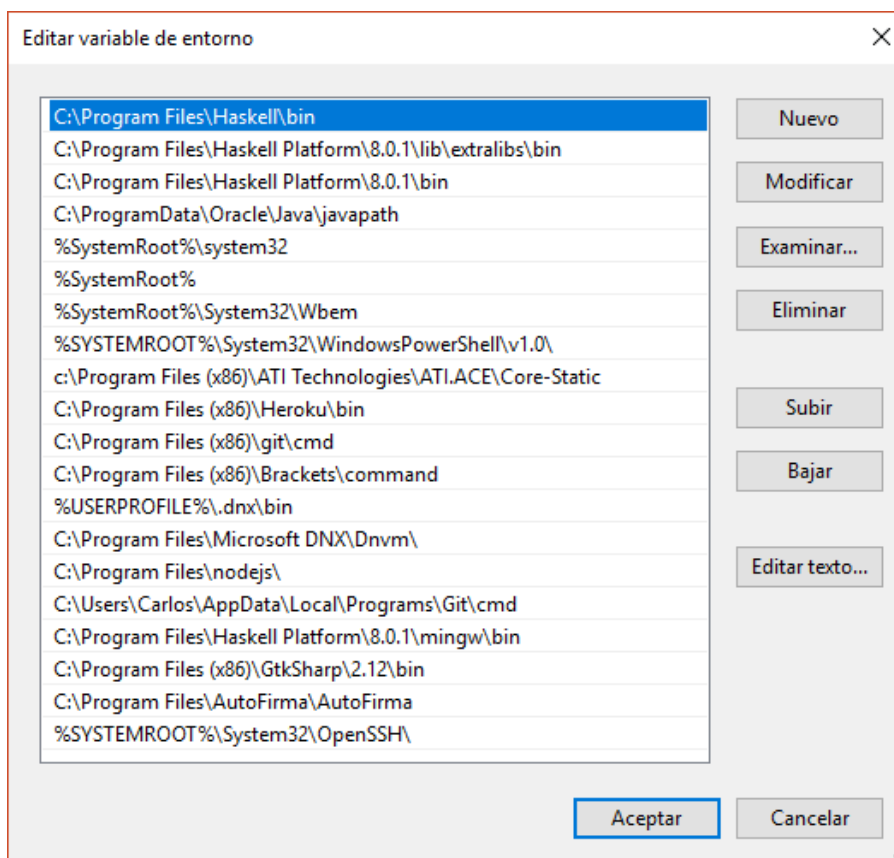 Editar variable de entorno
C:\Program Files\Haskell\bin
Nuevo
C:\Program Files\Haskell Platform\8.0.1\lib\extralibs\bin
C:\Program Files\Haskell Platform\8.0.1\bin
Modificar
C:\ProgramData\Oracle\Java\javapath
%SystemRoot%\system32
Examinar...
%SystemRoot%
%SystemRoot%\System32\Wbem
Eliminar
%SYSTEMROOT%\System32\WindowsPowerShell\v1.0\
c:\Program Files (x86)\ATI Technologies\ATI.ACE\Core-Static
C:\Program Files (x86)\Heroku\bin
Subir
C:\Program Files (x86)\git\cmd
C:\Program Files (x86)\Brackets\command
Bajar
%USERPROFILE%\.dnx\bin
C:\Program Files\Microsoft DNX\Dnvm\
C:\Program Files\nodejs\
Editar texto...
C:\Users\Carlos\AppData\Local\Programs\Git\cmd
C:\Program Files\Haskell Platform\8.0.1\mingw\bin
C:\Program Files (x86)\GtkSharp\2.12\bin
C:\Program Files\AutoFirma\AutoFirma
%SYSTEMROOT%\System32\OpenSSH\
Aceptar
Cancelar